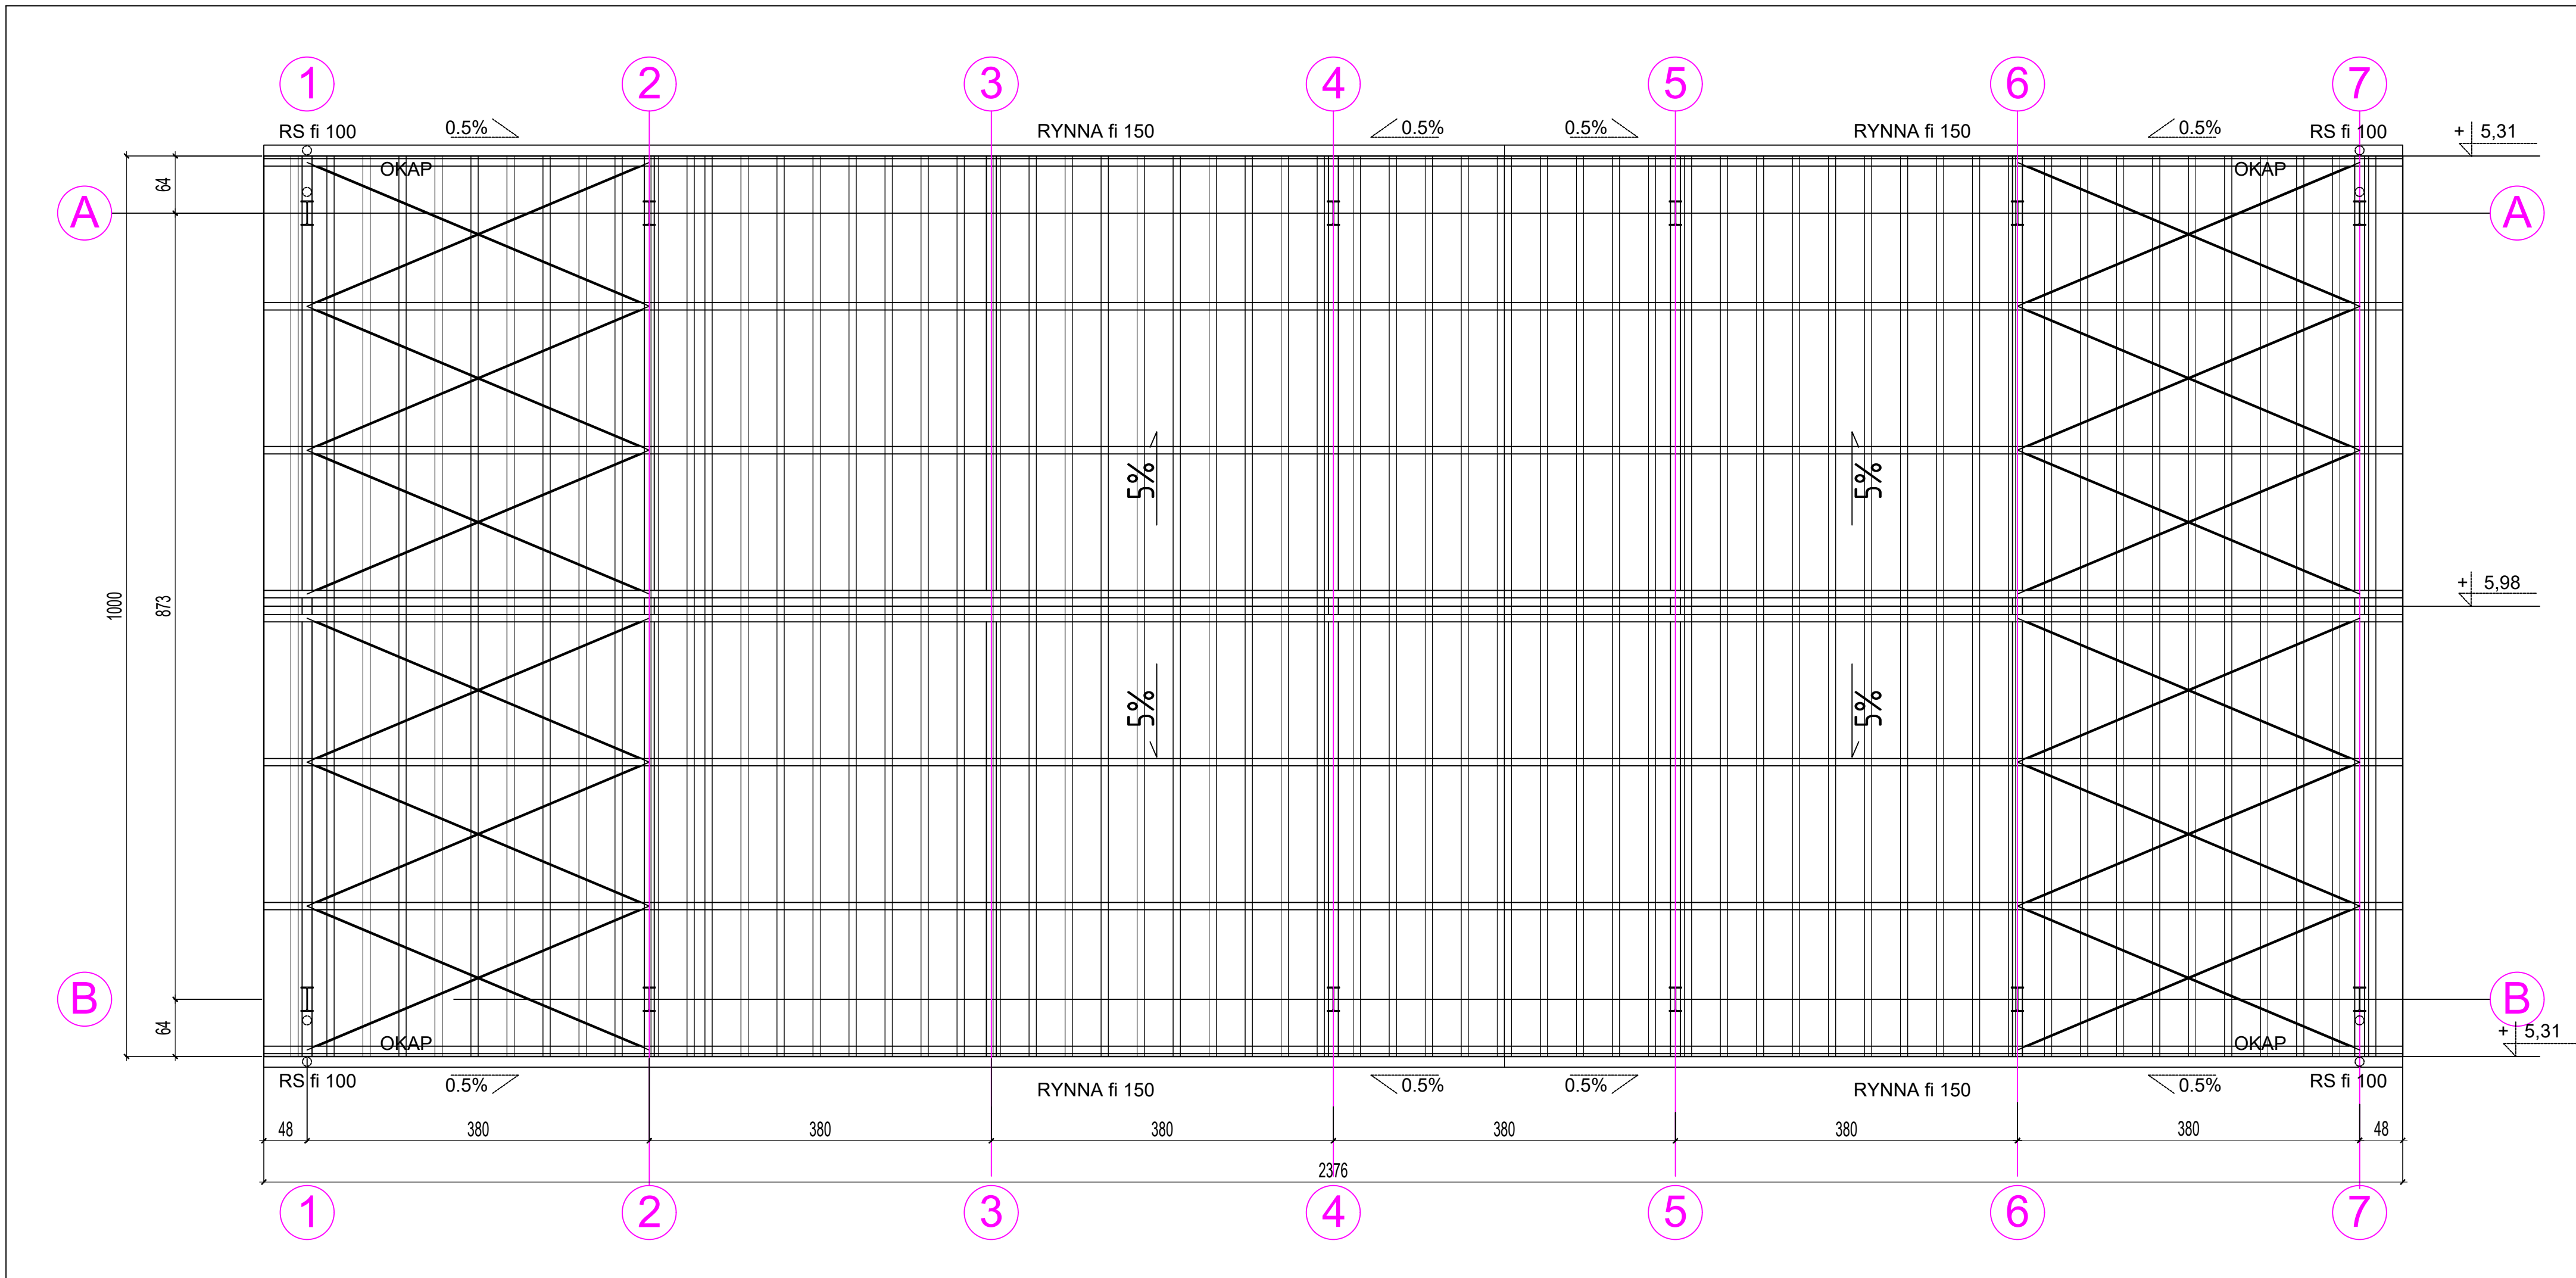 1 2 3 4 5 6 7
RS fi 100 0.5% RYNNA fi 150 0.5% 0.5% RYNNA fi 150 0.5% RS fi 100 + 5,31
OKAP OKAP
64
A A
5% 5%
+ 5,98
1000 873
5% 5%
B B
64
OKAP OKAP
+ 5,31
RS fi 100 0.5% RYNNA fi 150 0.5% 0.5% RYNNA fi 150 0.5% RS fi 100
48 380 380 380 380 380 380 48
2376
1 2 3 4 5 6 7